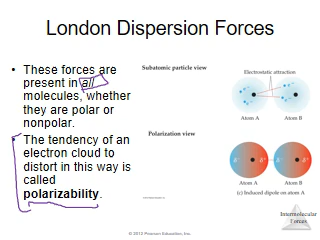 London Dispersion Forces
• These forces are
present in all
molecules, whether
they are polar or
nonpolar.
• The tendency of an
electron cloud to
distort in this way is
called
polarizability.
Subatomic particle view
Electrostatic attraction
Atom A Atom B
Polarization view
δ− δ+ δ− δ+
Atom A Atom B
(c) Induced dipole on atom A
Intermolecular
Forces
© 2012 Pearson Education, Inc.